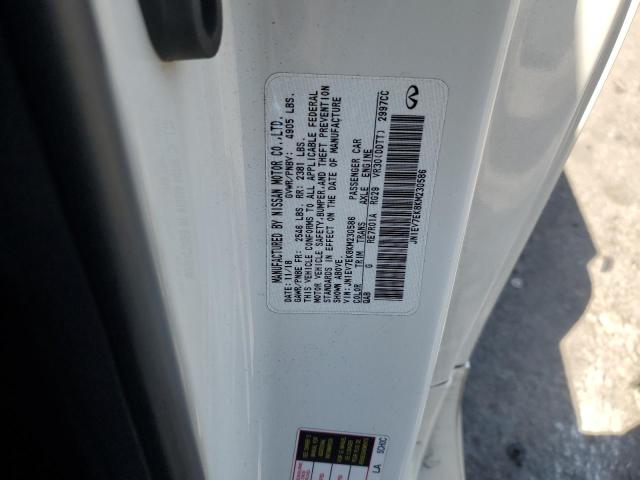 MANUFACTURED BY NISSAN MOTOR CO.,LTD.
DATE: 11/18 GVWR/PNBV: 4905 LBS.
GAWR/PNBE FR: 2548 LBS. RR: 2381 LBS.
THIS VEHICLE CONFORMS TO ALL APPLICABLE FEDERAL
MOTOR VEHICLE SAFETY,BUMPER,AND THEFT PREVENTION
STANDARDS IN EFFECT ON THE DATE OF MANUFACTURE
SHOWN ABOVE.
VIN:JN1EV7EK8KM230586 PASSENGER CAR
COLOR TRIM TRANS AXLE ENGINE
QAB G RE7R01A RG29 VR30(DDTT) 2997CC
JN1EV7EK8KM230586
LA